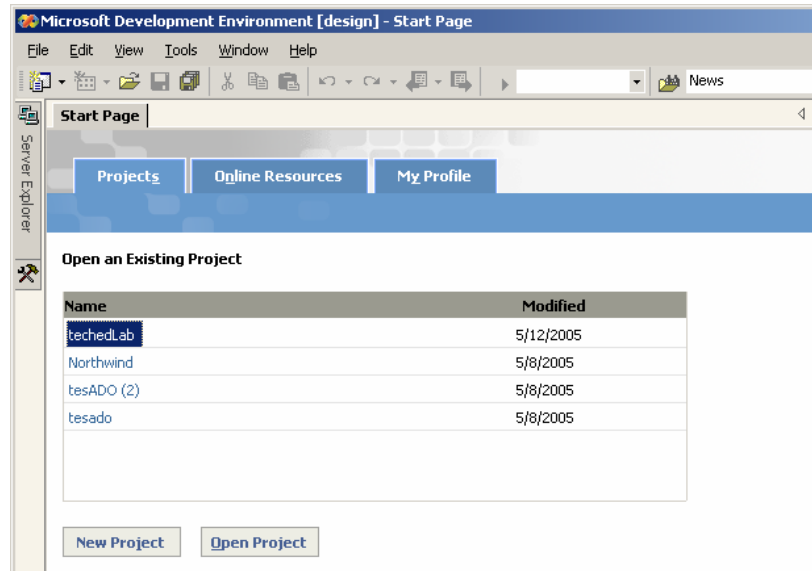 Microsoft Development Environment [design] - Start Page
File Edit View Tools Window Help
News
Start Page
Server Explorer
Projects Online Resources My Profile
Open an Existing Project
Name Modified
techedLab 5/12/2005
Northwind 5/8/2005
tesADO (2) 5/8/2005
tesado 5/8/2005
New Project Open Project